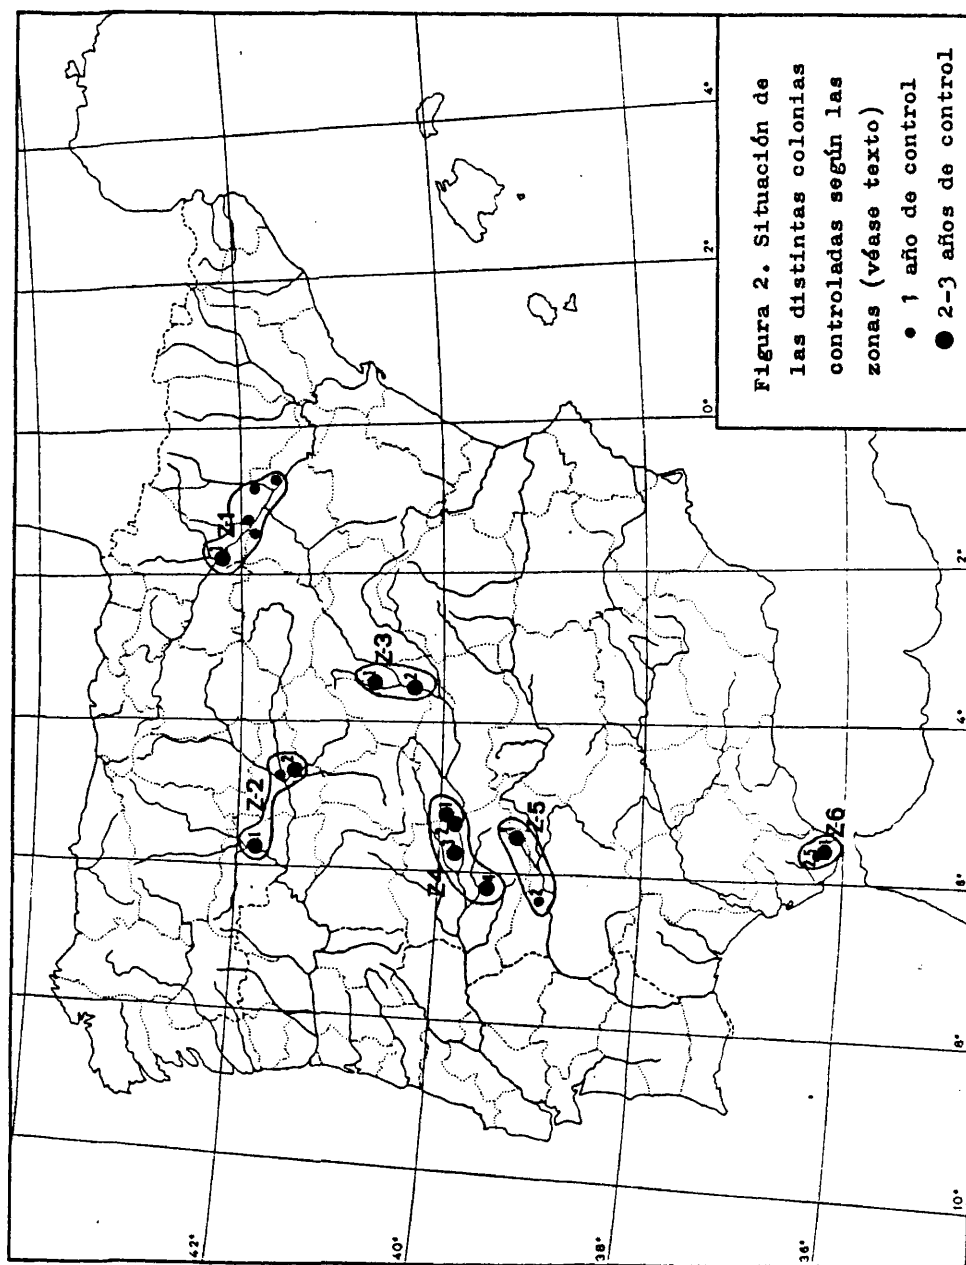 Figura 2. Situación de
las distintas colonias
controladas según las
zonas (véase texto)
• 1 año de control
● 2-3 años de control
Z-1
Z-2
Z-3
Z-4
Z-5
Z-6
42°
40°
38°
36°
10°
8°
6°
4°
2°
0°
2°
4°